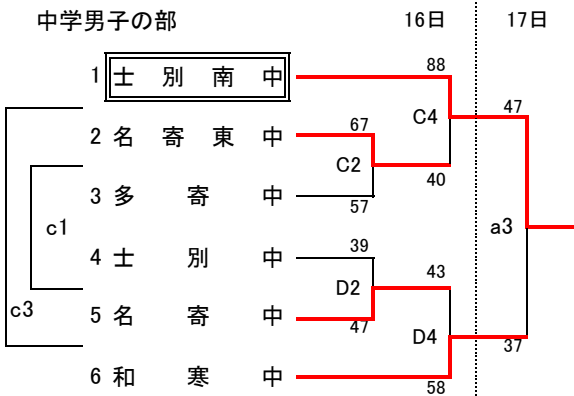 中学男子の部 16日 17日
1 士別南中 88
47
C4
2 名寄東中 67
C2
40
3 多寄中 57
c1 a3
4 士別中 39
43
D2
c3
5 名寄中 47
D4 37
6 和寒中 58